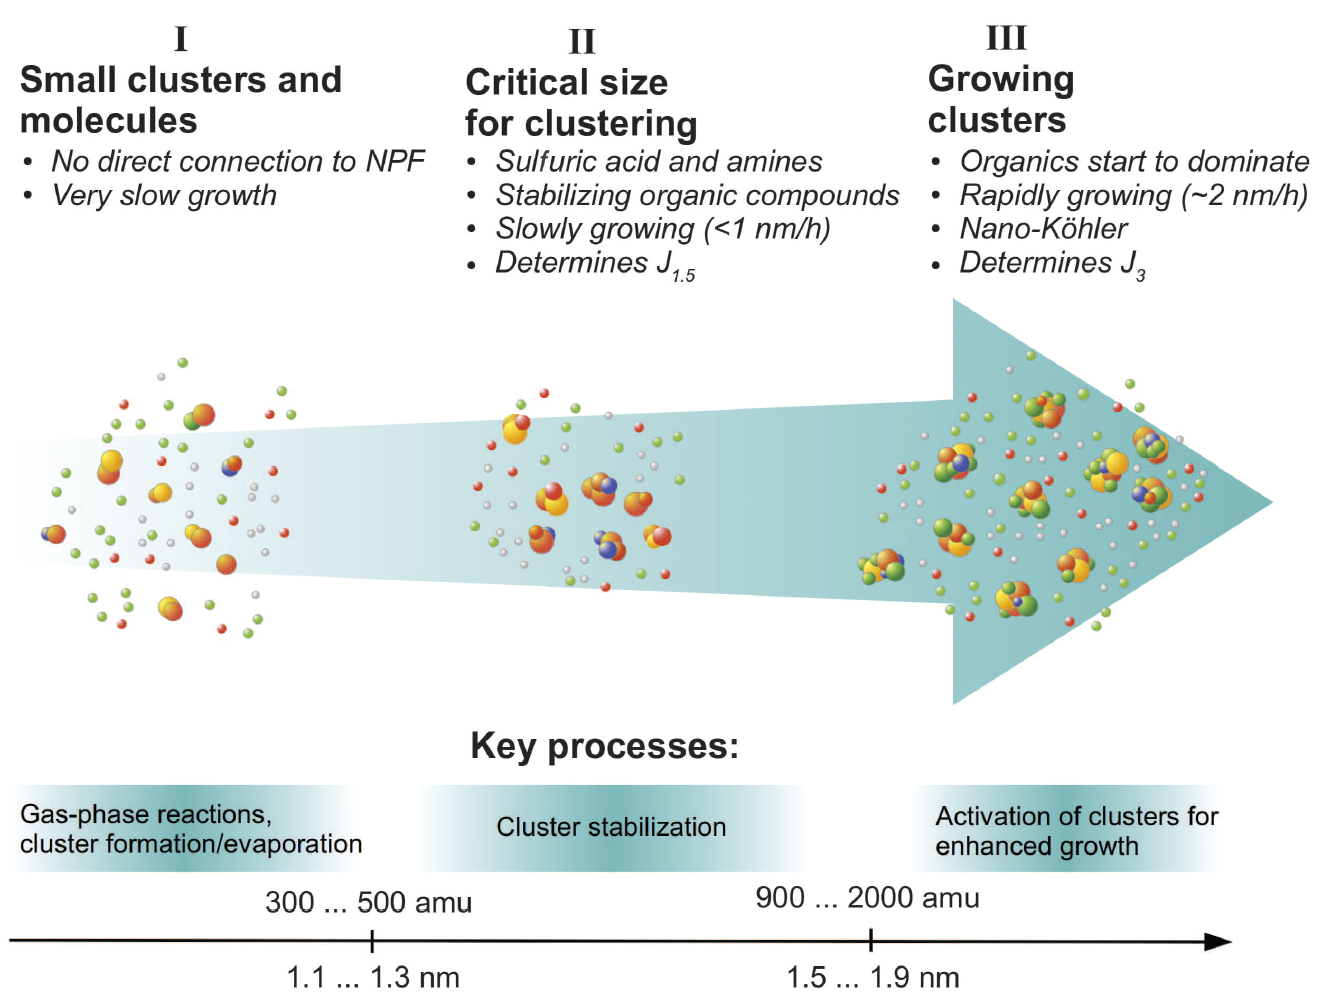 I
Small clusters and
molecules
• No direct connection to NPF
• Very slow growth
II
Critical size
for clustering
• Sulfuric acid and amines
• Stabilizing organic compounds
• Slowly growing (<1 nm/h)
• Determines J1.5
III
Growing
clusters
• Organics start to dominate
• Rapidly growing (~2 nm/h)
• Nano-Köhler
• Determines J3
Key processes:
Gas-phase reactions,
cluster formation/evaporation
Cluster stabilization
Activation of clusters for
enhanced growth
300 ... 500 amu
900 ... 2000 amu
1.1 ... 1.3 nm
1.5 ... 1.9 nm